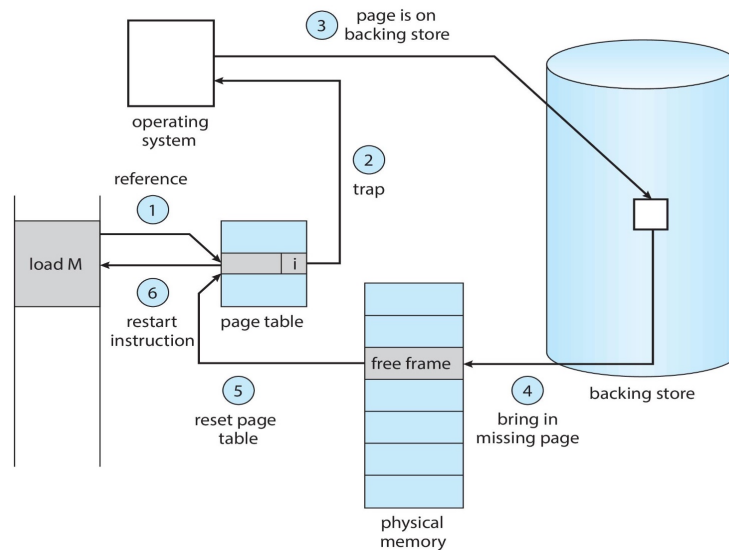 3
page is on
backing store
operating
system
2
trap
reference
1
load M
i
6
restart
instruction
page table
free frame
5
reset page
table
4
bring in
missing page
backing store
physical
memory